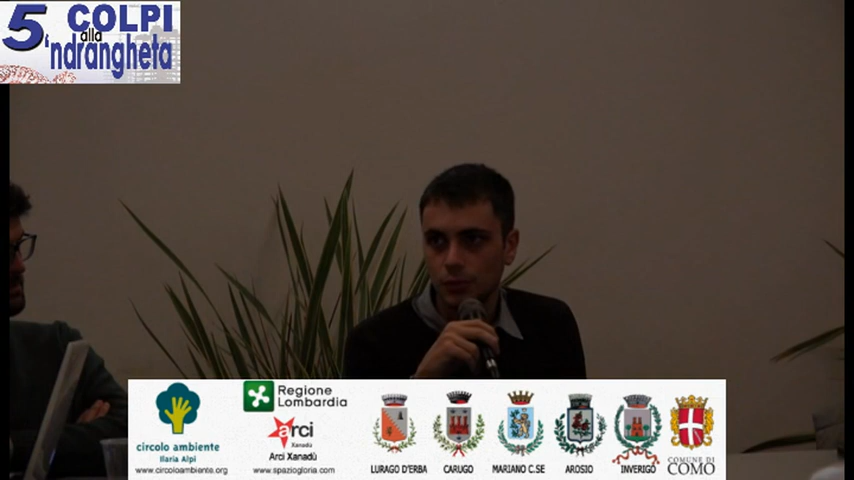 5 COLPI
alla
'ndrangheta
circolo ambiente
Ilaria Alpi
www.circoloambiente.org
Regione
Lombardia
arci
Xanadù
Arci Xanadù
www.spaziogloria.com
LURAGO D'ERBA
CARUGO
MARIANO C.SE
AROSIO
INVERIGO
COMUNE DI
COMO